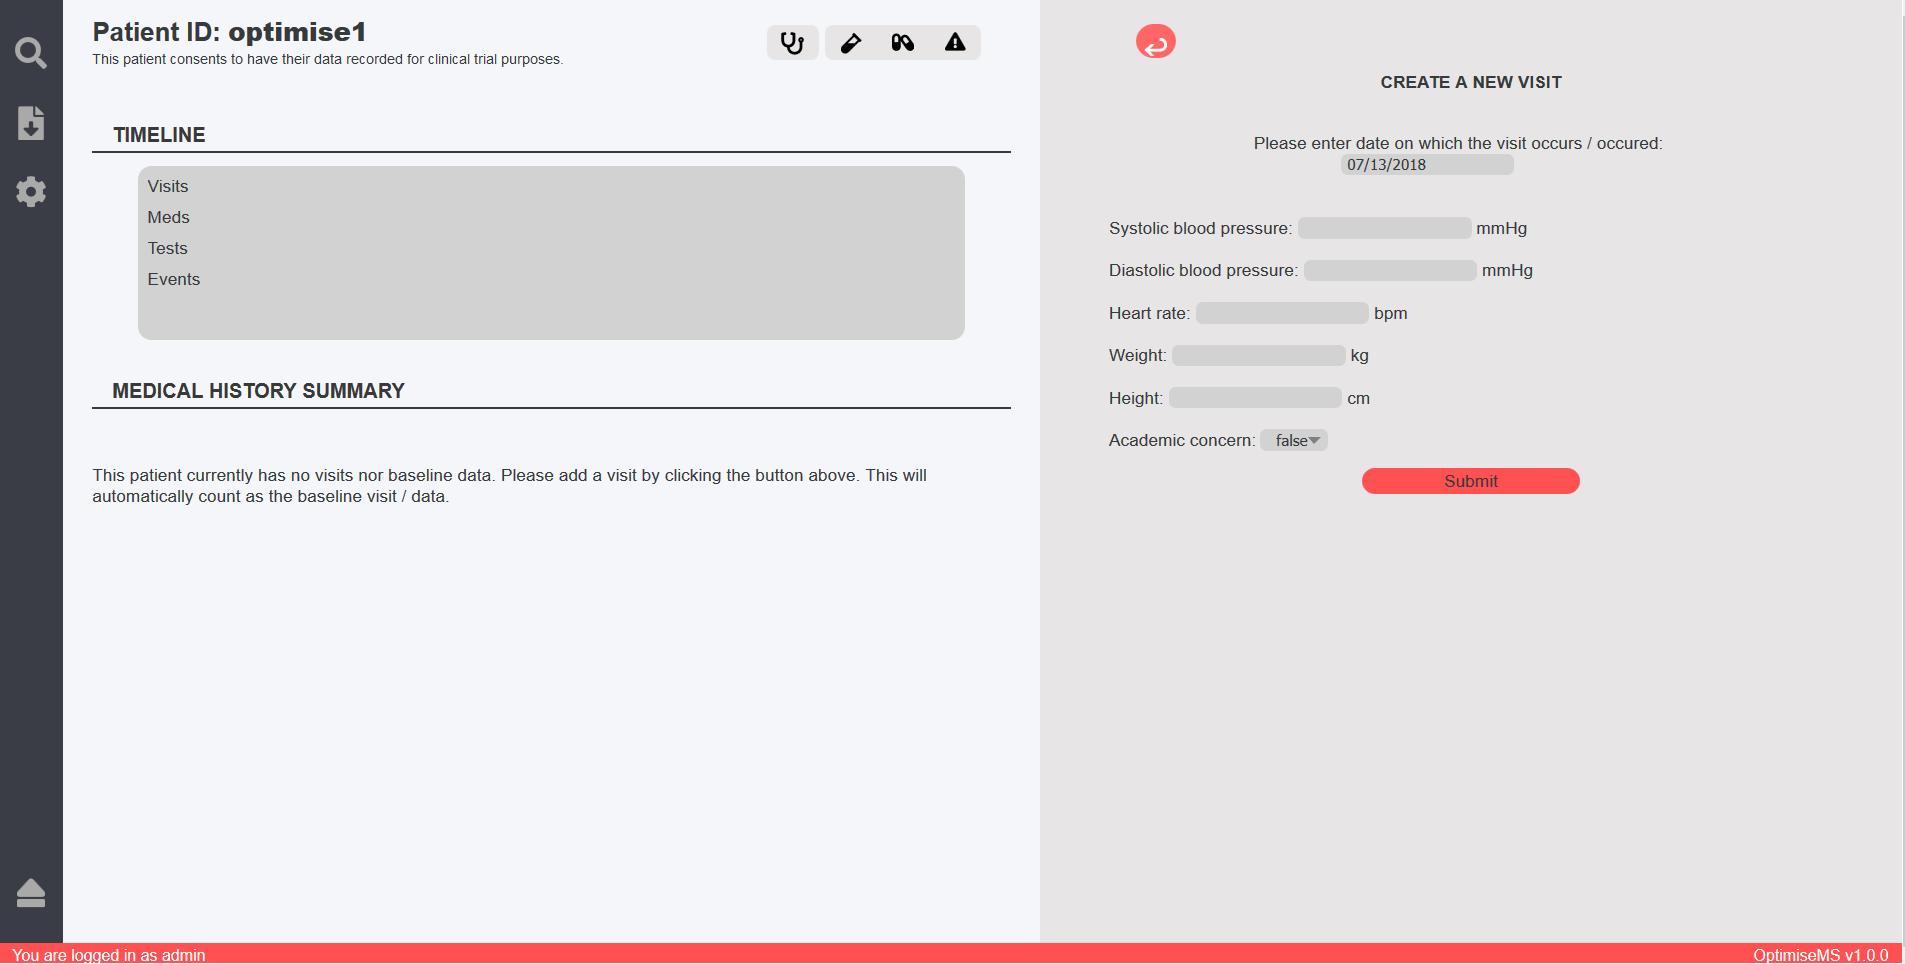 Patient ID: optimise1
This patient consents to have their data recorded for clinical trial purposes.
TIMELINE
Visits
Meds
Tests
Events
MEDICAL HISTORY SUMMARY
This patient currently has no visits nor baseline data. Please add a visit by clicking the button above. This will
automatically count as the baseline visit / data.
CREATE A NEW VISIT
Please enter date on which the visit occurs / occured:
07/13/2018
Systolic blood pressure: mmHg
Diastolic blood pressure: mmHg
Heart rate: bpm
Weight: kg
Height: cm
Academic concern: false
Submit
You are logged in as admin
OptimiseMS v1.0.0